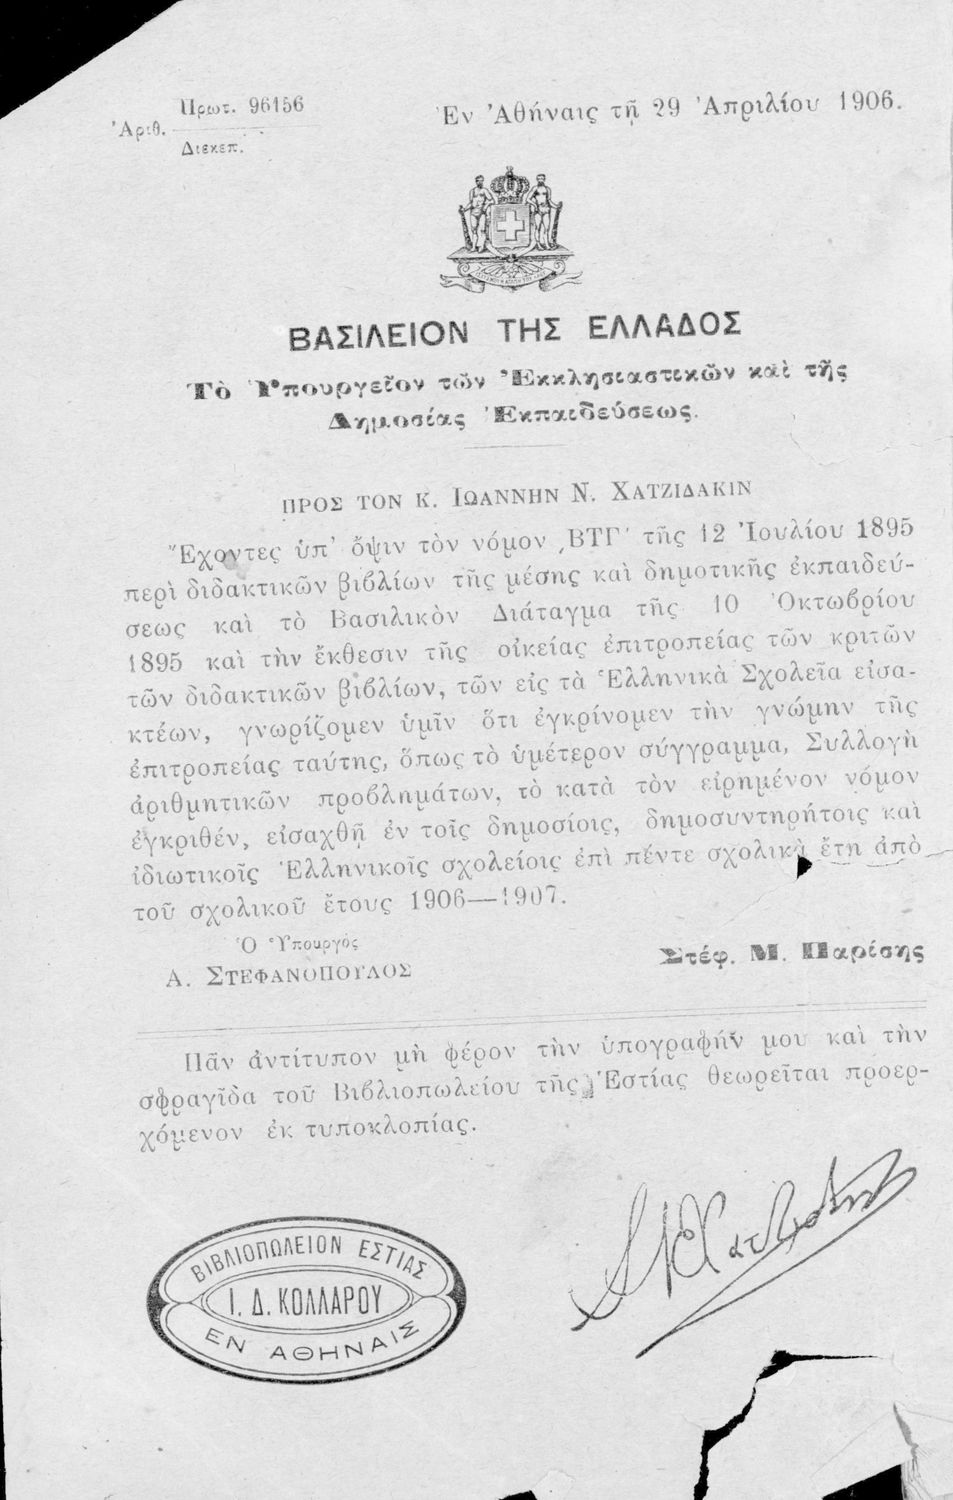 Ἀριθ. Πρωτ. 96156
Διεκεπ.
Ἐν Ἀθήναις τῇ 29 Ἀπριλίου 1906.
ΒΑΣΙΛΕΙΟΝ ΤΗΣ ΕΛΛΑΔΟΣ
Τὸ Ὑπουργεῖον τῶν Ἐκκλησιαστικῶν καὶ τῆς
Δημοσίας Ἐκπαιδεύσεως.
ΠΡΟΣ ΤΟΝ Κ. ΙΩΑΝΝΗΝ Ν. ΧΑΤΖΙΔΑΚΙΝ
Ἔχοντες ὑπ' ὄψιν τὸν νόμον ͵ΒΤΓ' τῆς 12 Ἰουλίου 1895
περὶ διδακτικῶν βιβλίων τῆς μέσης καὶ δημοτικῆς ἐκπαιδεύ-
σεως καὶ τὸ Βασιλικὸν Διάταγμα τῆς 10 Ὀκτωβρίου
1895 καὶ τὴν ἔκθεσιν τῆς οἰκείας ἐπιτροπείας τῶν κριτῶν
τῶν διδακτικῶν βιβλίων, τῶν εἰς τὰ Ἑλληνικὰ Σχολεῖα εἰσα-
κτέων, γνωρίζομεν ὑμῖν ὅτι ἐγκρίνομεν τὴν γνώμην τῆς
ἐπιτροπείας ταύτης, ὅπως τὸ ὑμέτερον σύγγραμμα, Συλλογὴ
ἀριθμητικῶν προβλημάτων, τὸ κατὰ τὸν εἰρημένον νόμον
ἐγκριθέν, εἰσαχθῇ ἐν τοῖς δημοσίοις, δημοσυντηρήτοις καὶ
ἰδιωτικοῖς Ἑλληνικοῖς σχολείοις ἐπὶ πέντε σχολικὰ ἔτη ἀπὸ
τοῦ σχολικοῦ ἔτους 1906—1907.
Ὁ Ὑπουργὸς
Α. ΣΤΕΦΑΝΟΠΟΥΛΟΣ
Στέφ. Μ. Παρίσης
Πᾶν ἀντίτυπον μὴ φέρον τὴν ὑπογραφήν μου καὶ τὴν
σφραγῖδα τοῦ Βιβλιοπωλείου τῆς Ἑστίας θεωρεῖται προερ-
χόμενον ἐκ τυποκλοπίας.
ΒΙΒΛΙΟΠΩΛΕΙΟΝ ΕΣΤΙΑΣ
Ι. Δ. ΚΟΛΛΑΡΟΥ
ΕΝ ΑΘΗΝΑΙΣ